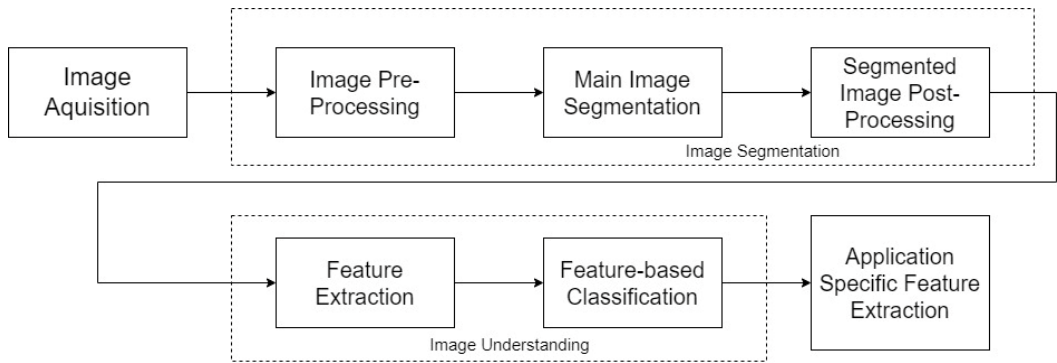 Image
Aquisition
Image Pre-
Processing
Main Image
Segmentation
Segmented
Image Post-
Processing
Image Segmentation
Feature
Extraction
Feature-based
Classification
Application
Specific Feature
Extraction
Image Understanding